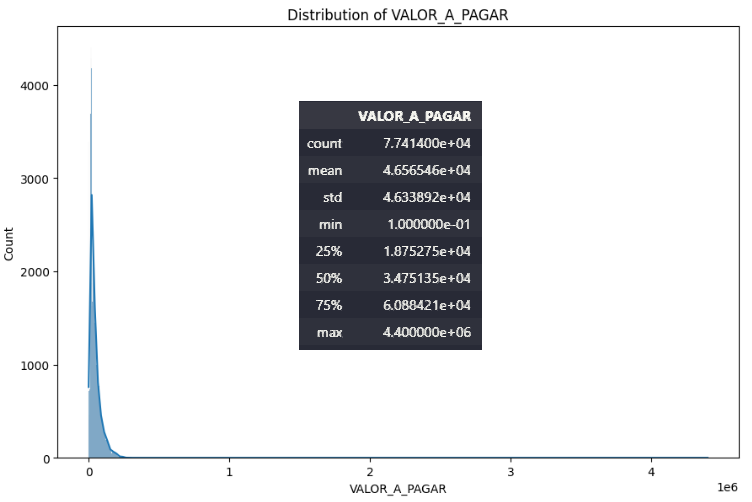 Distribution of VALOR_A_PAGAR
4000
3000
2000
1000
0
Count
VALOR_A_PAGAR
count 7.741400e+04
mean 4.656546e+04
std 4.633892e+04
min 1.000000e-01
25% 1.875275e+04
50% 3.475135e+04
75% 6.088421e+04
max 4.400000e+06
0 1 2 3 4
1e6
VALOR_A_PAGAR